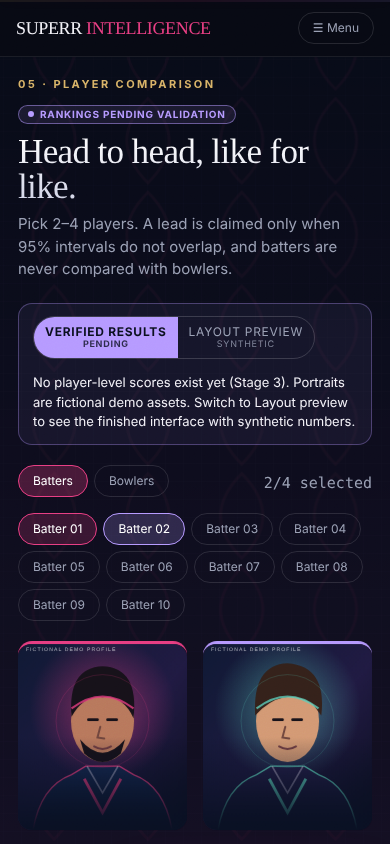 SUPERR INTELLIGENCE
☰ Menu
05 · PLAYER COMPARISON
RANKINGS PENDING VALIDATION
Head to head, like for
like.
Pick 2–4 players. A lead is claimed only when
95% intervals do not overlap, and batters are
never compared with bowlers.
VERIFIED RESULTS
PENDING
LAYOUT PREVIEW
SYNTHETIC
No player-level scores exist yet (Stage 3). Portraits
are fictional demo assets. Switch to Layout preview
to see the finished interface with synthetic numbers.
Batters
Bowlers
2/4 selected
Batter 01
Batter 02
Batter 03
Batter 04
Batter 05
Batter 06
Batter 07
Batter 08
Batter 09
Batter 10
FICTIONAL DEMO PROFILE
FICTIONAL DEMO PROFILE